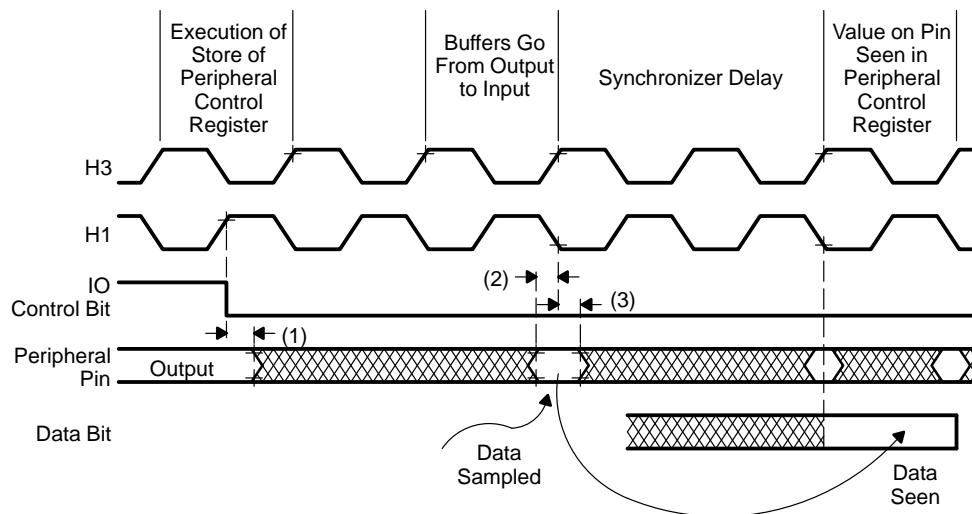 Execution of
Store of
Peripheral
Control
Register
Buffers Go
From Output
to Input
Synchronizer Delay
Value on Pin
Seen in
Peripheral
Control
Register
H3
H1
IO
Control Bit
(2)
(3)
(1)
Peripheral
Pin
Output
Data Bit
Data
Sampled
Data
Seen